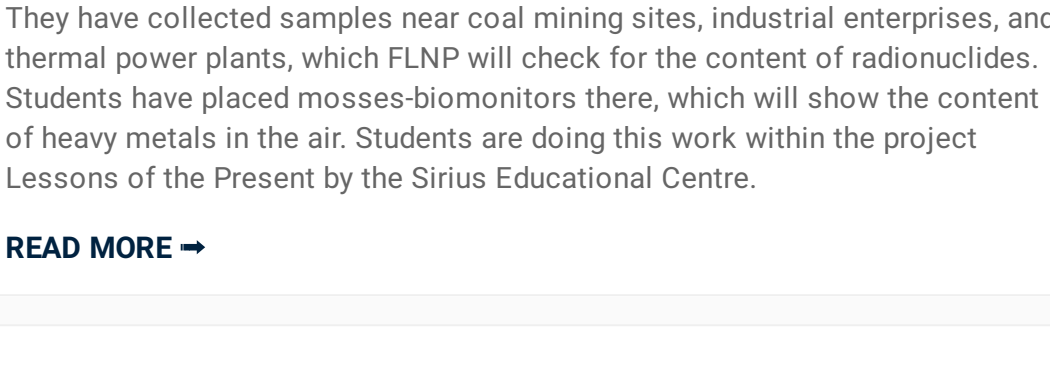 They have collected samples near coal mining sites, industrial enterprises, and
thermal power plants, which FLNP will check for the content of radionuclides.
Students have placed mosses-biomonitors there, which will show the content
of heavy metals in the air. Students are doing this work within the project
Lessons of the Present by the Sirius Educational Centre.
READ MORE ➡